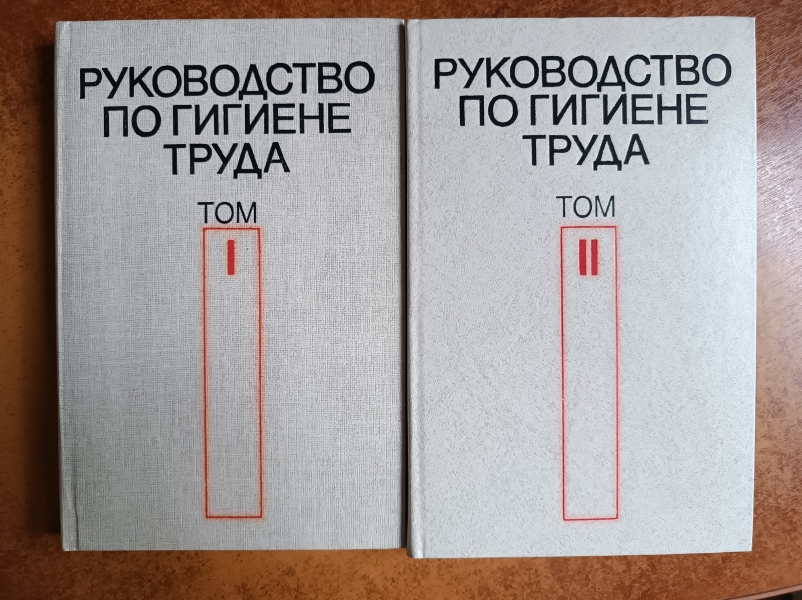 РУКОВОДСТВО
ПО ГИГИЕНЕ
ТРУДА
ТОМ
I
РУКОВОДСТВО
ПО ГИГИЕНЕ
ТРУДА
ТОМ
II